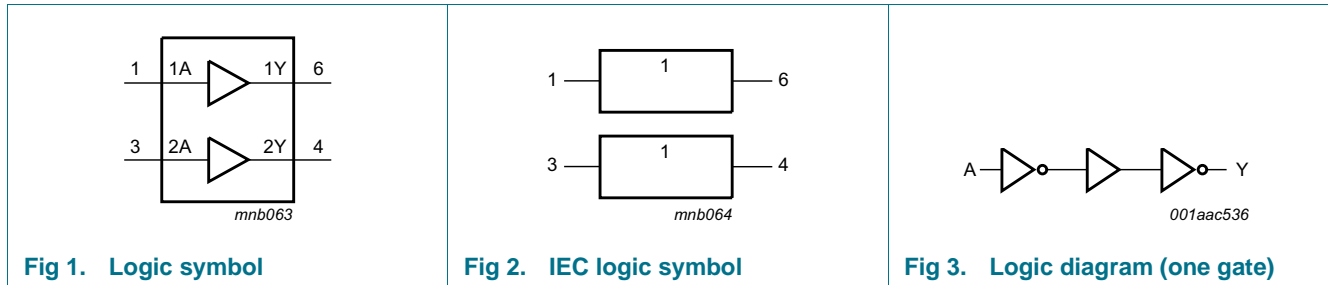 1 1A 1Y 6
3 2A 2Y 4
mnb063
Fig 1. Logic symbol
1 1 6
3 1 4
mnb064
Fig 2. IEC logic symbol
A Y
001aac536
Fig 3. Logic diagram (one gate)